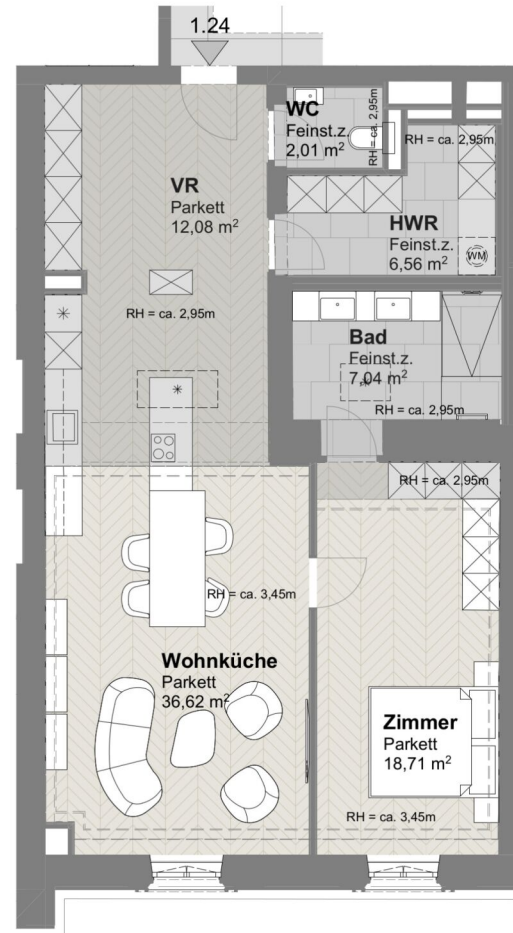 1.24
WC
Feinst.z.
2,01 m²
RH = ca. 2,95m
RH = ca. 2,95m
VR
Parkett
12,08 m²
HWR
Feinst.z.
6,56 m²
WM
RH = ca. 2,95m
Bad
Feinst.z.
7,04 m²
RH = ca. 2,95m
RH = ca. 2,95m
RH = ca. 3,45m
Wohnküche
Parkett
36,62 m²
Zimmer
Parkett
18,71 m²
RH = ca. 3,45m